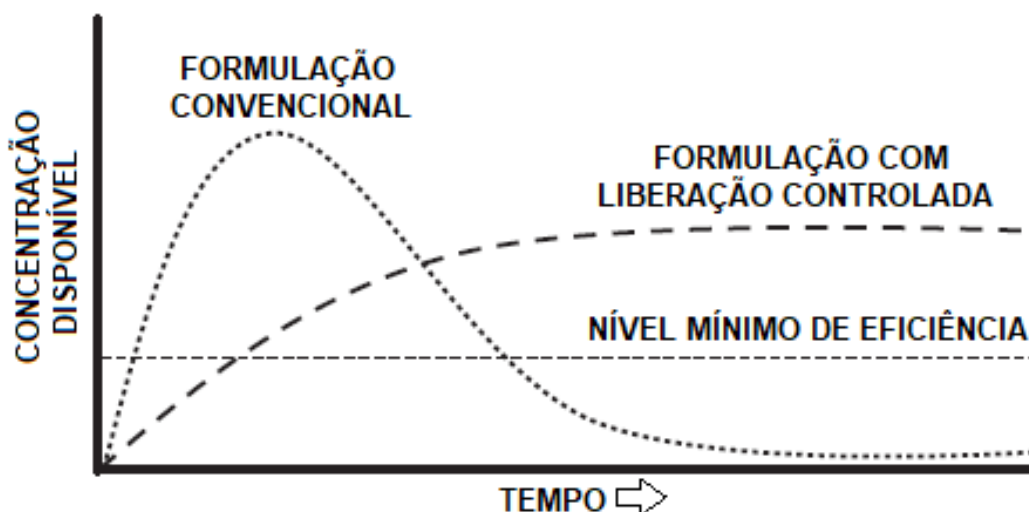 FORMULAÇÃO
CONVENCIONAL
FORMULAÇÃO COM
LIBERAÇÃO CONTROLADA
CONCENTRAÇÃO
DISPONÍVEL
NÍVEL MÍNIMO DE EFICIÊNCIA
TEMPO